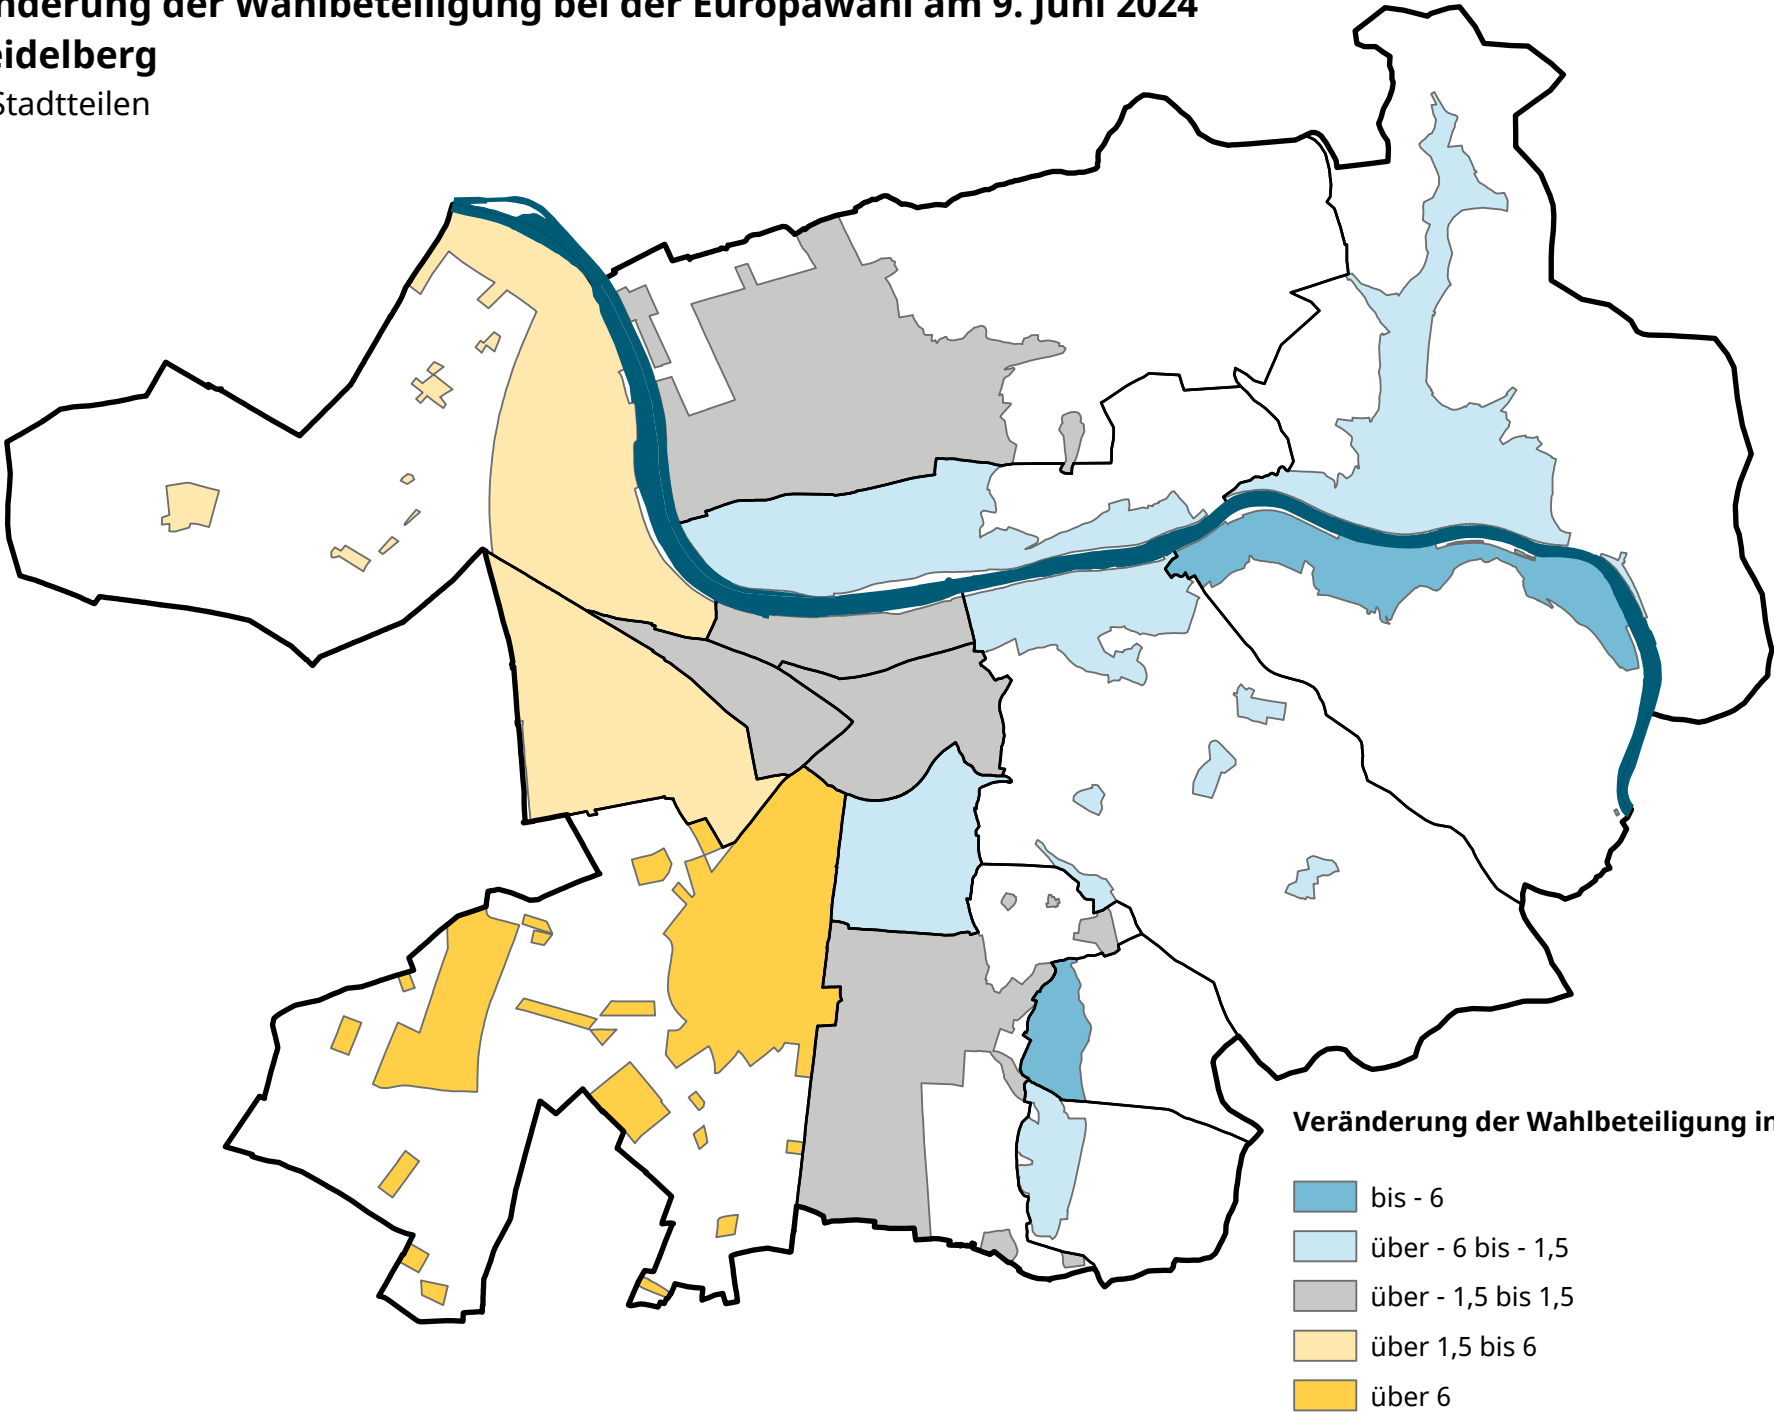 nderung der Wahlbeteiligung bei der Europawahl am 9. Juni 2024
eidelberg
Stadtteilen
Veränderung der Wahlbeteiligung in
bis - 6
über - 6 bis - 1,5
über - 1,5 bis 1,5
über 1,5 bis 6
über 6